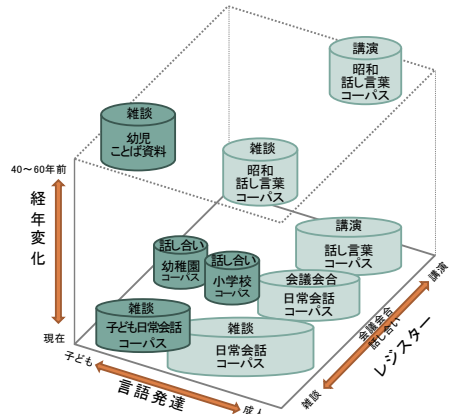 講演
昭和
話し言葉
コーパス
雑談
幼児
ことば資料
雑談
昭和
話し言葉
コーパス
40～60年前
経年変化
現在
話し合い
幼稚園
コーパス
話し合い
小学校
コーパス
講演
話し言葉
コーパス
会議会合
日常会話
コーパス
雑談
子ども日常会話
コーパス
雑談
日常会話
コーパス
子ども
言語発達
成人
雑談
会議会合
話し合い
講演
レジスター